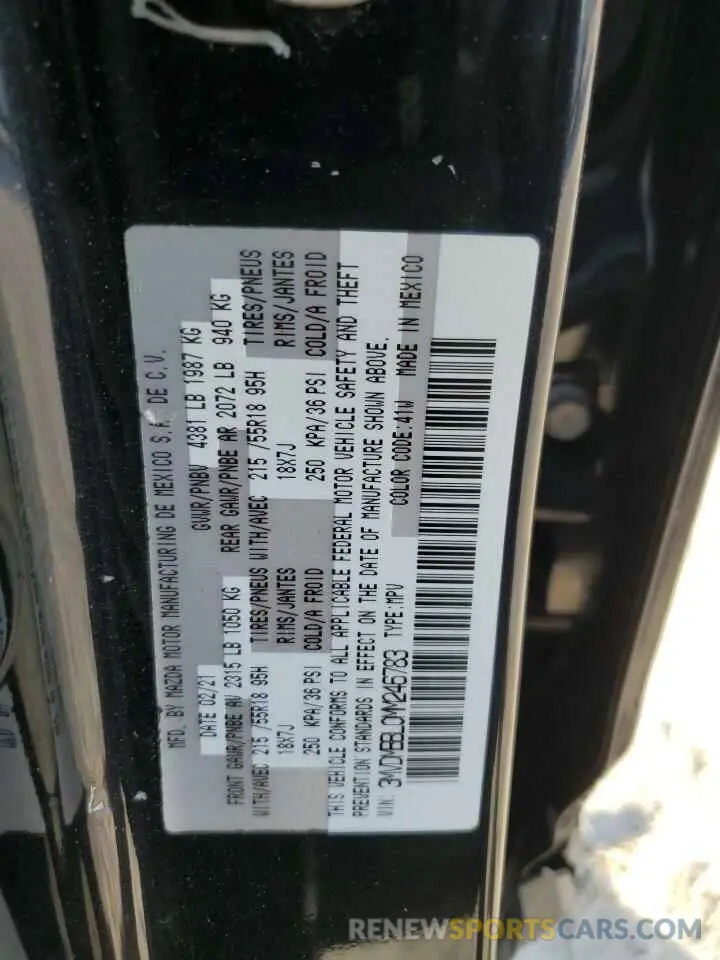 MFD. BY MAZDA MOTOR MANUFACTURING DE MEXICO S.A. DE C.V.
DATE 02/21 GVWR/PNBV 4381 LB 1987 KG
FRONT GAWR/PNBE AV 2315 LB 1050 KG REAR GAWR/PNBE AR 2072 LB 940 KG
WITH/AVEC 215 /55R18 95H TIRES/PNEUS WITH/AVEC 215 /55R18 95H TIRES/PNEUS
18X7J RIMS/JANTES 18X7J RIMS/JANTES
250 KPA/36 PSI COLD/A FROID 250 KPA/36 PSI COLD/A FROID
THIS VEHICLE CONFORMS TO ALL APPLICABLE FEDERAL MOTOR VEHICLE SAFETY AND THEFT
PREVENTION STANDARDS IN EFFECT ON THE DATE OF MANUFACTURE SHOWN ABOVE.
VIN: 3MVDMBBL0MM246783 TYPE:MPV COLOR CODE:41W MADE IN MEXICO
RENEWSPORTSCARS.COM